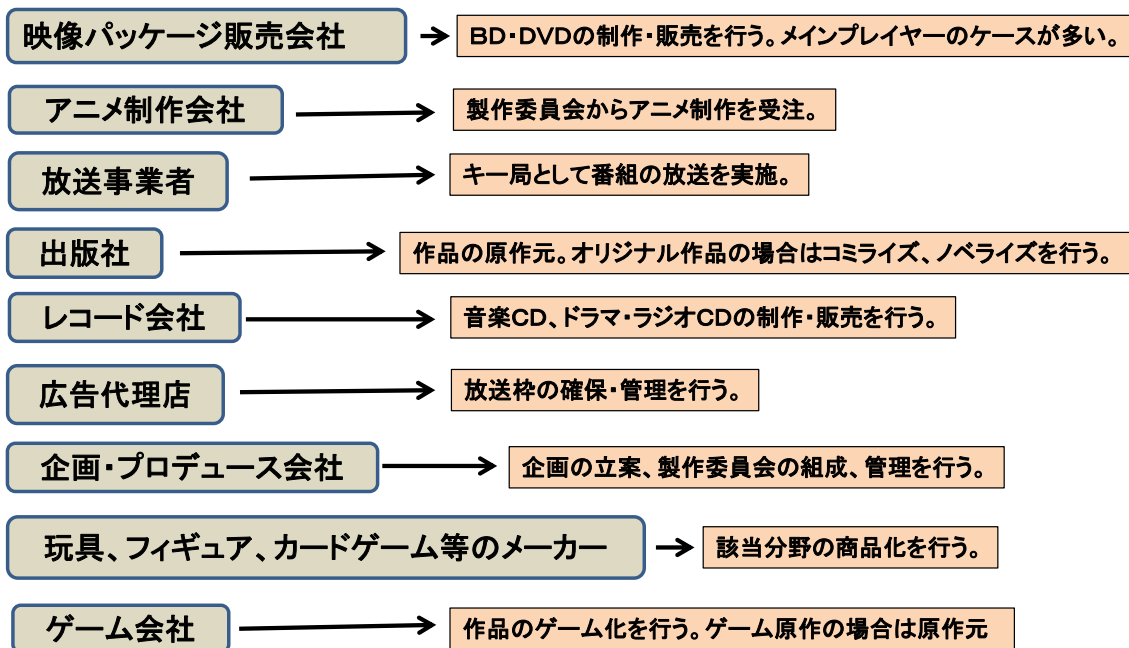 映像パッケージ販売会社
BD・DVDの制作・販売を行う。メインプレイヤーのケースが多い。
アニメ制作会社
製作委員会からアニメ制作を受注。
放送事業者
キー局として番組の放送を実施。
出版社
作品の原作元。オリジナル作品の場合はコミライズ、ノベライズを行う。
レコード会社
音楽CD、ドラマ・ラジオCDの制作・販売を行う。
広告代理店
放送枠の確保・管理を行う。
企画・プロデュース会社
企画の立案、製作委員会の組成、管理を行う。
玩具、フィギュア、カードゲーム等のメーカー
該当分野の商品化を行う。
ゲーム会社
作品のゲーム化を行う。ゲーム原作の場合は原作元